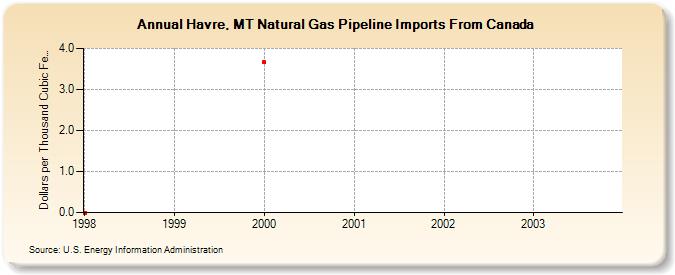 Annual Havre, MT Natural Gas Pipeline Imports From Canada
Dollars per Thousand Cubic Fe...
4.0
3.0
2.0
1.0
0.0
1998 1999 2000 2001 2002 2003
Source: U.S. Energy Information Administration